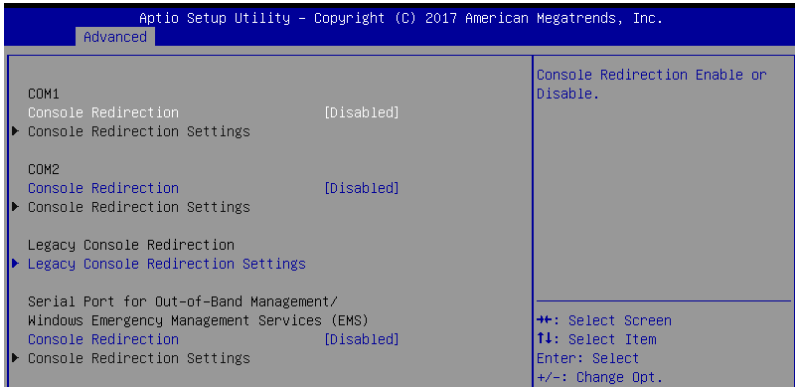 Aptio Setup Utility – Copyright (C) 2017 American Megatrends, Inc.
Advanced
COM1
Console Redirection [Disabled]
Console Redirection Settings
COM2
Console Redirection [Disabled]
Console Redirection Settings
Legacy Console Redirection
Legacy Console Redirection Settings
Serial Port for Out-of-Band Management/
Windows Emergency Management Services (EMS)
Console Redirection [Disabled]
Console Redirection Settings
Console Redirection Enable or
Disable.
→←: Select Screen
↑↓: Select Item
Enter: Select
+/-: Change Opt.